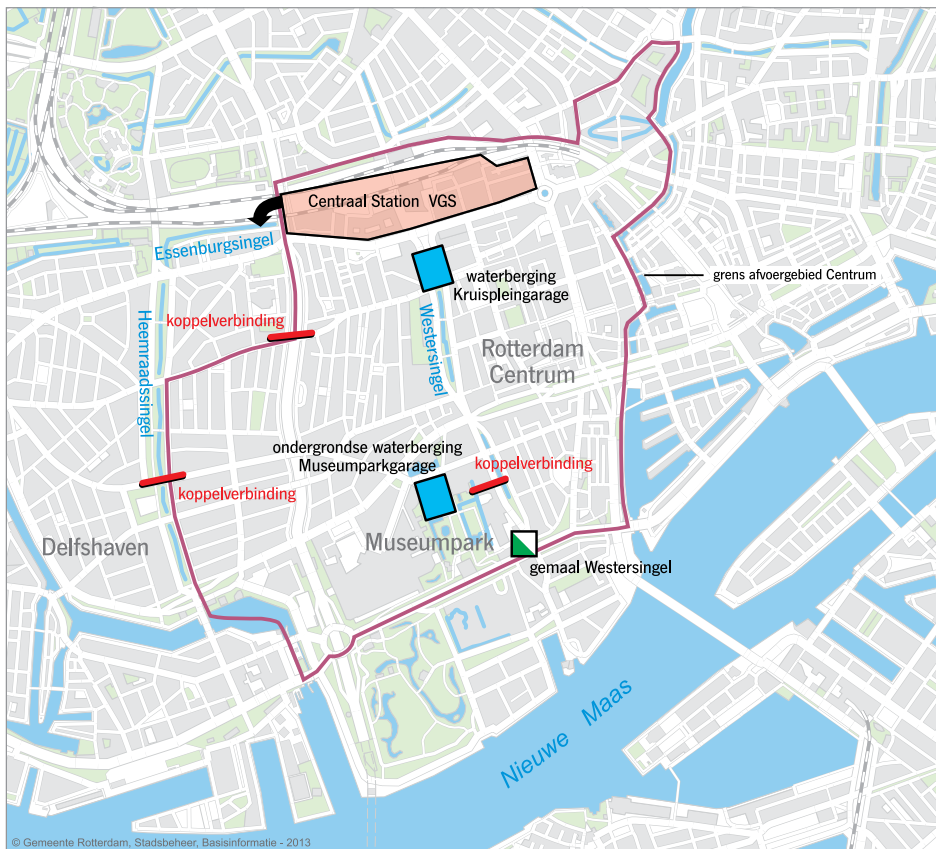 Centraal Station VGS
Essenburgsingel
waterberging
Kruispleingarage
grens afvoergebied Centrum
koppelverbinding
Heemraadssingel
Westersingel
Rotterdam
Centrum
ondergrondse waterberging
Museumparkgarage
koppelverbinding
koppelverbinding
Delfshaven
Museumpark
gemaal Westersingel
Nieuwe Maas
© Gemeente Rotterdam, Stadsbeheer, Basisinformatie - 2013